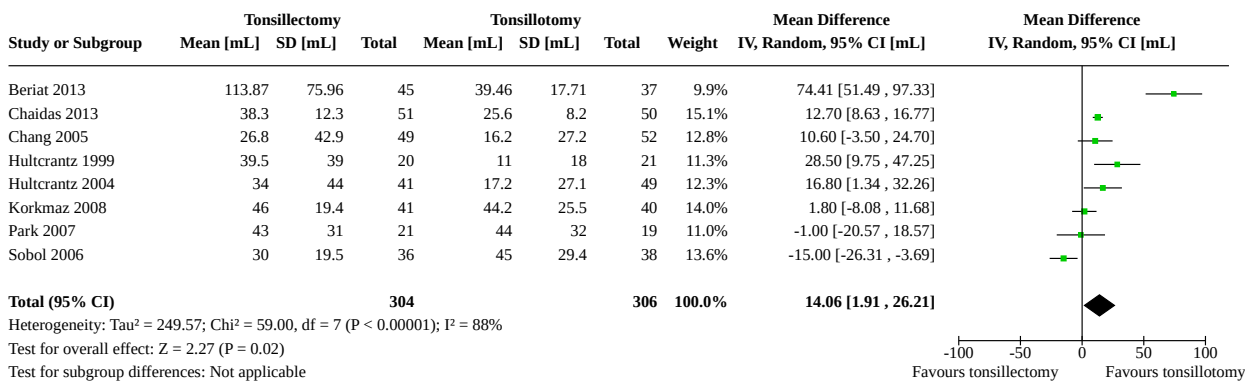 Tonsillectomy Tonsillotomy Mean Difference Mean Difference
Study or Subgroup Mean [mL] SD [mL] Total Mean [mL] SD [mL] Total Weight IV, Random, 95% CI [mL] IV, Random, 95% CI [mL]
Beriat 2013 113.87 75.96 45 39.46 17.71 37 9.9% 74.41 [51.49 , 97.33]
Chaidas 2013 38.3 12.3 51 25.6 8.2 50 15.1% 12.70 [8.63 , 16.77]
Chang 2005 26.8 42.9 49 16.2 27.2 52 12.8% 10.60 [-3.50 , 24.70]
Hultcrantz 1999 39.5 39 20 11 18 21 11.3% 28.50 [9.75 , 47.25]
Hultcrantz 2004 34 44 41 17.2 27.1 49 12.3% 16.80 [1.34 , 32.26]
Korkmaz 2008 46 19.4 41 44.2 25.5 40 14.0% 1.80 [-8.08 , 11.68]
Park 2007 43 31 21 44 32 19 11.0% -1.00 [-20.57 , 18.57]
Sobol 2006 30 19.5 36 45 29.4 38 13.6% -15.00 [-26.31 , -3.69]
Total (95% CI) 304 306 100.0% 14.06 [1.91 , 26.21]
Heterogeneity: Tau² = 249.57; Chi² = 59.00, df = 7 (P < 0.00001); I² = 88%
Test for overall effect: Z = 2.27 (P = 0.02)
-100 -50 0 50 100
Test for subgroup differences: Not applicable Favours tonsillectomy Favours tonsillotomy